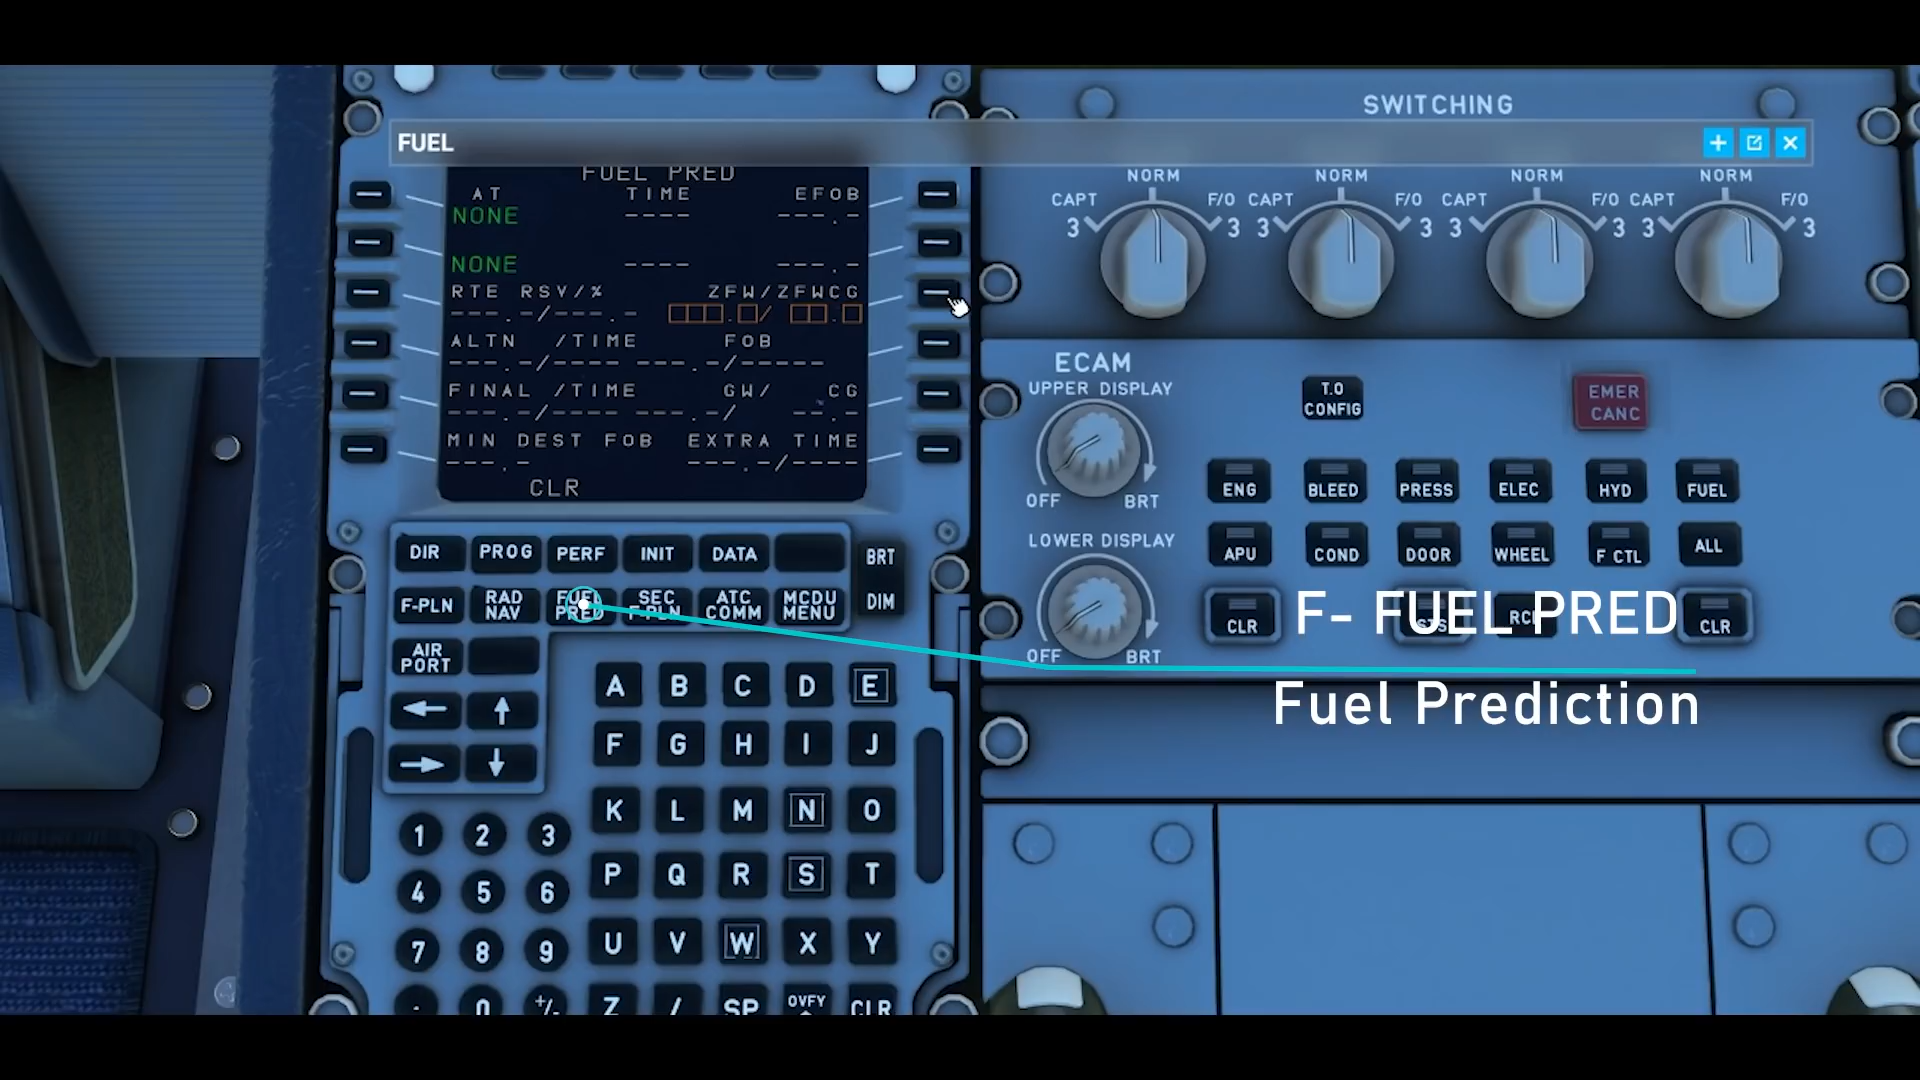 SWITCHING
FUEL
FUEL PRED
AT TIME EFOB
NONE ---- ---.-
NONE ---- ---.-
RTE RSV/% ZFW/ZFWCG
---.-/---.- □□□.□/ □□.□
ALTN /TIME FOB
---.-/---- ---.-/-----
FINAL /TIME GW/ CG
---.-/---- ---.-/ --.-
MIN DEST FOB EXTRA TIME
---.- ---.-/----
CLR
NORM NORM NORM NORM
CAPT F/O CAPT F/O CAPT F/O CAPT F/O
3 3 3 3 3 3 3 3
ECAM
UPPER DISPLAY
OFF BRT
T.O
CONFIG
EMER
CANC
ENG BLEED PRESS ELEC HYD FUEL
LOWER DISPLAY
OFF BRT
APU COND DOOR WHEEL F CTL ALL
CLR STS RCL CLR
F- FUEL PRED
Fuel Prediction
DIR PROG PERF INIT DATA
BRT
DIM
F-PLN RAD
NAV FUEL
PRED SEC
F-PLN ATC
COMM MCDU
MENU
AIR
PORT
← ↑
→ ↓
A B C D E
F G H I J
K L M N O
P Q R S T
U V W X Y
Z / SP OVFY CLR
1 2 3
4 5 6
7 8 9
. 0 +/-